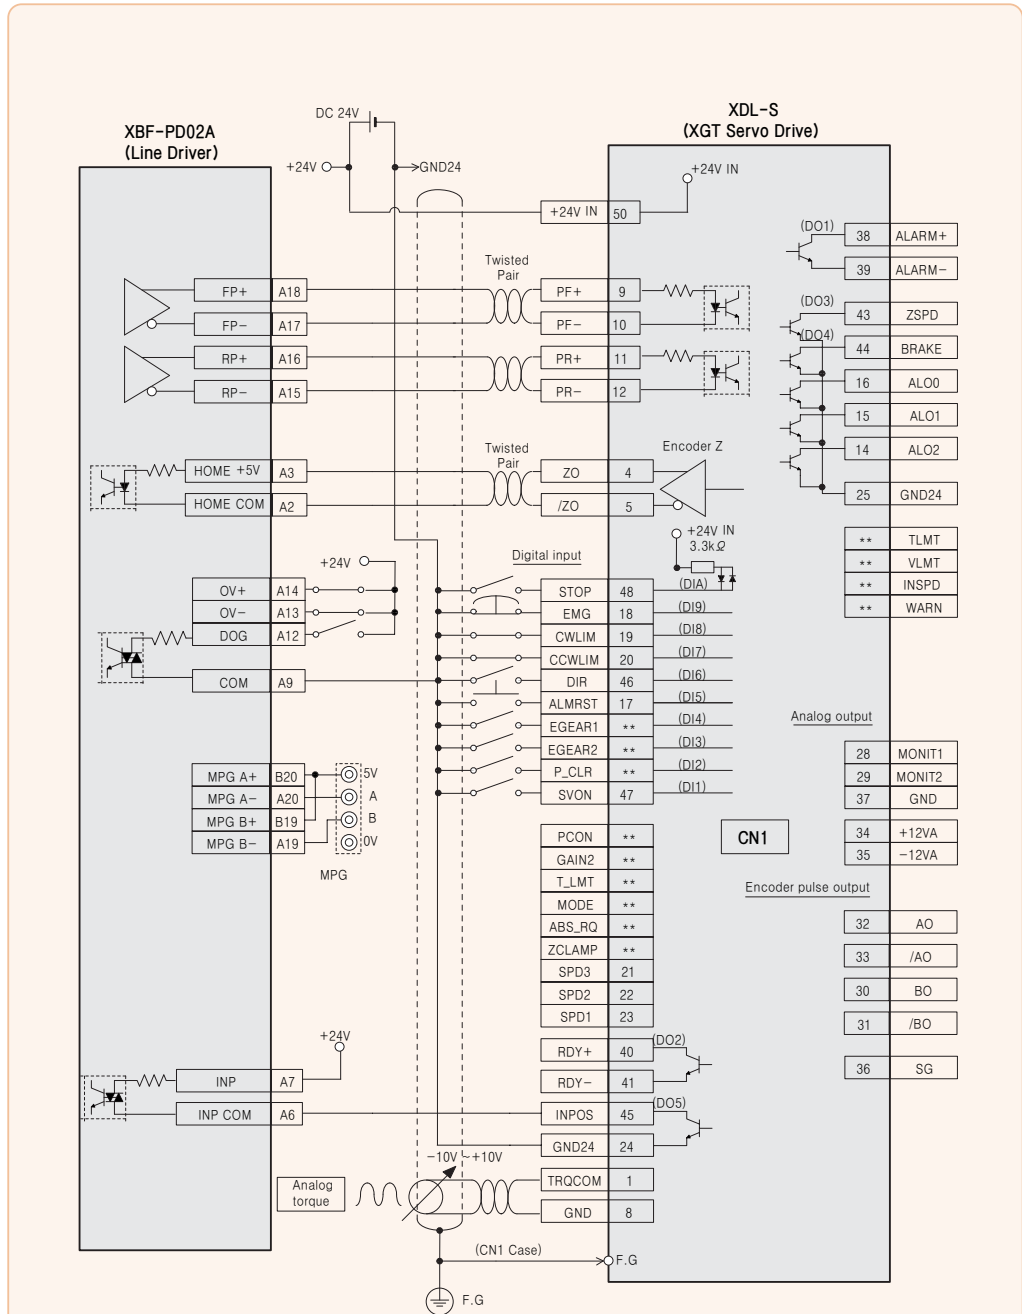 XBF-PD02A
(Line Driver)
DC 24V
+24V
GND24
XDL-S
(XGT Servo Drive)
+24V IN
+24V IN 50
(DO1)
38 ALARM+
39 ALARM-
(DO3)
43 ZSPD
(DO4)
44 BRAKE
16 ALO0
15 ALO1
14 ALO2
25 GND24
** TLMT
** VLMT
** INSPD
** WARN
FP+ A18
FP- A17
RP+ A16
RP- A15
Twisted
Pair
PF+ 9
PF- 10
PR+ 11
PR- 12
HOME +5V A3
HOME COM A2
Twisted
Pair
ZO 4
/ZO 5
Encoder Z
+24V IN
3.3kΩ
+24V
OV+ A14
OV- A13
DOG A12
COM A9
Digital input
STOP 48 (DIA)
EMG 18 (DI9)
CWLIM 19 (DI8)
CCWLIM 20 (DI7)
DIR 46 (DI6)
ALMRST 17 (DI5)
EGEAR1 ** (DI4)
EGEAR2 ** (DI3)
P_CLR ** (DI2)
SVON 47 (DI1)
MPG A+ B20 5V
MPG A- A20 A
MPG B+ B19 B
MPG B- A19 0V
MPG
Analog output
28 MONIT1
29 MONIT2
37 GND
34 +12VA
35 -12VA
CN1
PCON **
GAIN2 **
T_LMT **
MODE **
ABS_RQ **
ZCLAMP **
SPD3 21
SPD2 22
SPD1 23
Encoder pulse output
32 AO
33 /AO
30 BO
31 /BO
36 SG
+24V
RDY+ 40 (DO2)
RDY- 41
INP A7
INP COM A6
INPOS 45 (DO5)
GND24 24
-10V ~+10V
Analog
torque
TRQCOM 1
GND 8
(CN1 Case)
F.G
F.G